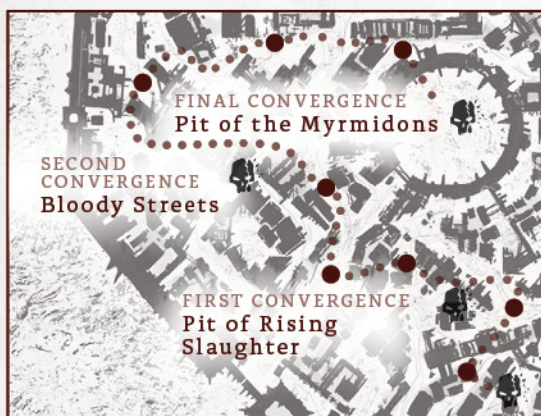 FINAL CONVERGENCE
Pit of the Myrmidons
SECOND
CONVERGENCE
Bloody Streets
FIRST CONVERGENCE
Pit of Rising
Slaughter